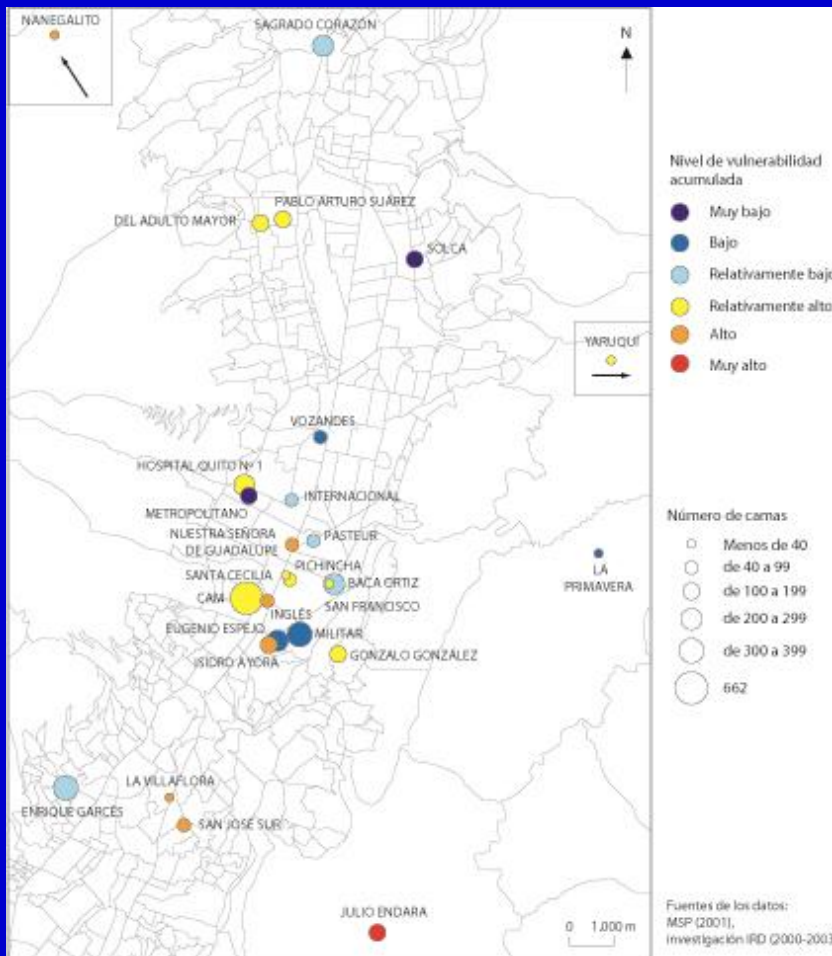 NANEGALITO
SAGRADO CORAZÓN
N
PABLO ARTURO SUÁREZ
DEL ADULTO MAYOR
SOLCA
YARUQUÍ
VOZANDES
HOSPITAL QUITO Nº 1
METROPOLITANO
INTERNACIONAL
NUESTRA SEÑORA
DE GUADALUPE
PASTEUR
PICHINCHA
SANTA CECILIA
BACA ORTIZ
CAM
SAN FRANCISCO
INGLÉS
EUGENIO ESPEJO
MILITAR
ISIDRO AYORA
GONZALO GONZÁLEZ
LA
PRIMAVERA
LA VILLAFLORA
ENRIQUE GARCÉS
SAN JOSÉ SUR
JULIO ENDARA
0 1.000 m
Nivel de vulnerabilidad
acumulada
Muy bajo
Bajo
Relativamente bajo
Relativamente alto
Alto
Muy alto
Número de camas
Menos de 40
de 40 a 99
de 100 a 199
de 200 a 299
de 300 a 399
662
Fuentes de los datos:
MSP (2001),
investigación IRD (2000-2003